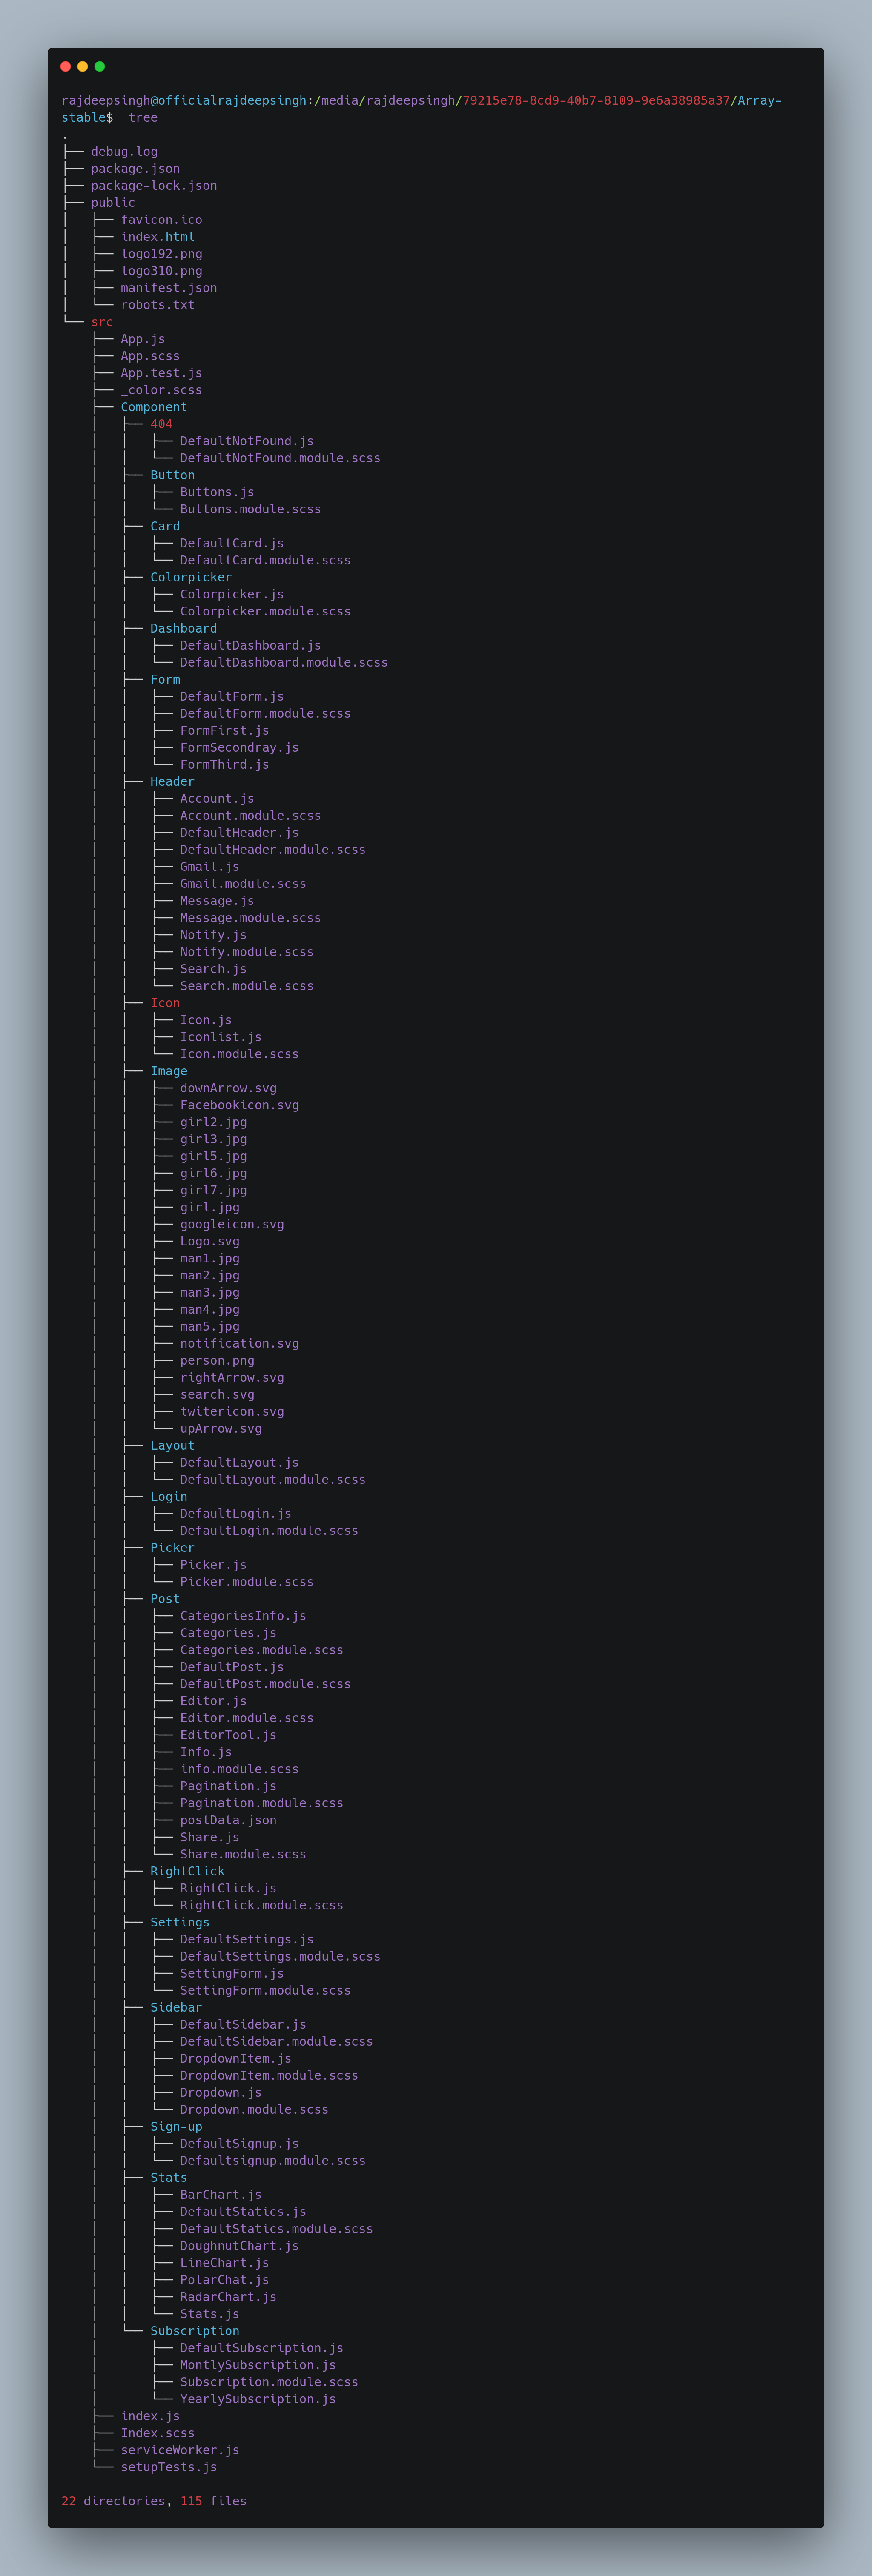 rajdeepsingh@officialrajdeepsingh:/media/rajdeepsingh/79215e78-8cd9-40b7-8109-9e6a38985a37/Array-
stable$  tree
.
├── debug.log
├── package.json
├── package-lock.json
├── public
│   ├── favicon.ico
│   ├── index.html
│   ├── logo192.png
│   ├── logo310.png
│   ├── manifest.json
│   └── robots.txt
└── src
    ├── App.js
    ├── App.scss
    ├── App.test.js
    ├── _color.scss
    ├── Component
    │   ├── 404
    │   │   ├── DefaultNotFound.js
    │   │   └── DefaultNotFound.module.scss
    │   ├── Button
    │   │   ├── Buttons.js
    │   │   └── Buttons.module.scss
    │   ├── Card
    │   │   ├── DefaultCard.js
    │   │   └── DefaultCard.module.scss
    │   ├── Colorpicker
    │   │   ├── Colorpicker.js
    │   │   └── Colorpicker.module.scss
    │   ├── Dashboard
    │   │   ├── DefaultDashboard.js
    │   │   └── DefaultDashboard.module.scss
    │   ├── Form
    │   │   ├── DefaultForm.js
    │   │   ├── DefaultForm.module.scss
    │   │   ├── FormFirst.js
    │   │   ├── FormSecondray.js
    │   │   └── FormThird.js
    │   ├── Header
    │   │   ├── Account.js
    │   │   ├── Account.module.scss
    │   │   ├── DefaultHeader.js
    │   │   ├── DefaultHeader.module.scss
    │   │   ├── Gmail.js
    │   │   ├── Gmail.module.scss
    │   │   ├── Message.js
    │   │   ├── Message.module.scss
    │   │   ├── Notify.js
    │   │   ├── Notify.module.scss
    │   │   ├── Search.js
    │   │   └── Search.module.scss
    │   ├── Icon
    │   │   ├── Icon.js
    │   │   ├── Iconlist.js
    │   │   └── Icon.module.scss
    │   ├── Image
    │   │   ├── downArrow.svg
    │   │   ├── Facebookicon.svg
    │   │   ├── girl2.jpg
    │   │   ├── girl3.jpg
    │   │   ├── girl5.jpg
    │   │   ├── girl6.jpg
    │   │   ├── girl7.jpg
    │   │   ├── girl.jpg
    │   │   ├── googleicon.svg
    │   │   ├── Logo.svg
    │   │   ├── man1.jpg
    │   │   ├── man2.jpg
    │   │   ├── man3.jpg
    │   │   ├── man4.jpg
    │   │   ├── man5.jpg
    │   │   ├── notification.svg
    │   │   ├── person.png
    │   │   ├── rightArrow.svg
    │   │   ├── search.svg
    │   │   ├── twitericon.svg
    │   │   └── upArrow.svg
    │   ├── Layout
    │   │   ├── DefaultLayout.js
    │   │   └── DefaultLayout.module.scss
    │   ├── Login
    │   │   ├── DefaultLogin.js
    │   │   └── DefaultLogin.module.scss
    │   ├── Picker
    │   │   ├── Picker.js
    │   │   └── Picker.module.scss
    │   ├── Post
    │   │   ├── CategoriesInfo.js
    │   │   ├── Categories.js
    │   │   ├── Categories.module.scss
    │   │   ├── DefaultPost.js
    │   │   ├── DefaultPost.module.scss
    │   │   ├── Editor.js
    │   │   ├── Editor.module.scss
    │   │   ├── EditorTool.js
    │   │   ├── Info.js
    │   │   ├── info.module.scss
    │   │   ├── Pagination.js
    │   │   ├── Pagination.module.scss
    │   │   ├── postData.json
    │   │   ├── Share.js
    │   │   └── Share.module.scss
    │   ├── RightClick
    │   │   ├── RightClick.js
    │   │   └── RightClick.module.scss
    │   ├── Settings
    │   │   ├── DefaultSettings.js
    │   │   ├── DefaultSettings.module.scss
    │   │   ├── SettingForm.js
    │   │   └── SettingForm.module.scss
    │   ├── Sidebar
    │   │   ├── DefaultSidebar.js
    │   │   ├── DefaultSidebar.module.scss
    │   │   ├── DropdownItem.js
    │   │   ├── DropdownItem.module.scss
    │   │   ├── Dropdown.js
    │   │   └── Dropdown.module.scss
    │   ├── Sign-up
    │   │   ├── DefaultSignup.js
    │   │   └── Defaultsignup.module.scss
    │   ├── Stats
    │   │   ├── BarChart.js
    │   │   ├── DefaultStatics.js
    │   │   ├── DefaultStatics.module.scss
    │   │   ├── DoughnutChart.js
    │   │   ├── LineChart.js
    │   │   ├── PolarChat.js
    │   │   ├── RadarChart.js
    │   │   └── Stats.js
    │   └── Subscription
    │       ├── DefaultSubscription.js
    │       ├── MontlySubscription.js
    │       ├── Subscription.module.scss
    │       └── YearlySubscription.js
    ├── index.js
    ├── Index.scss
    ├── serviceWorker.js
    └── setupTests.js

22 directories, 115 files